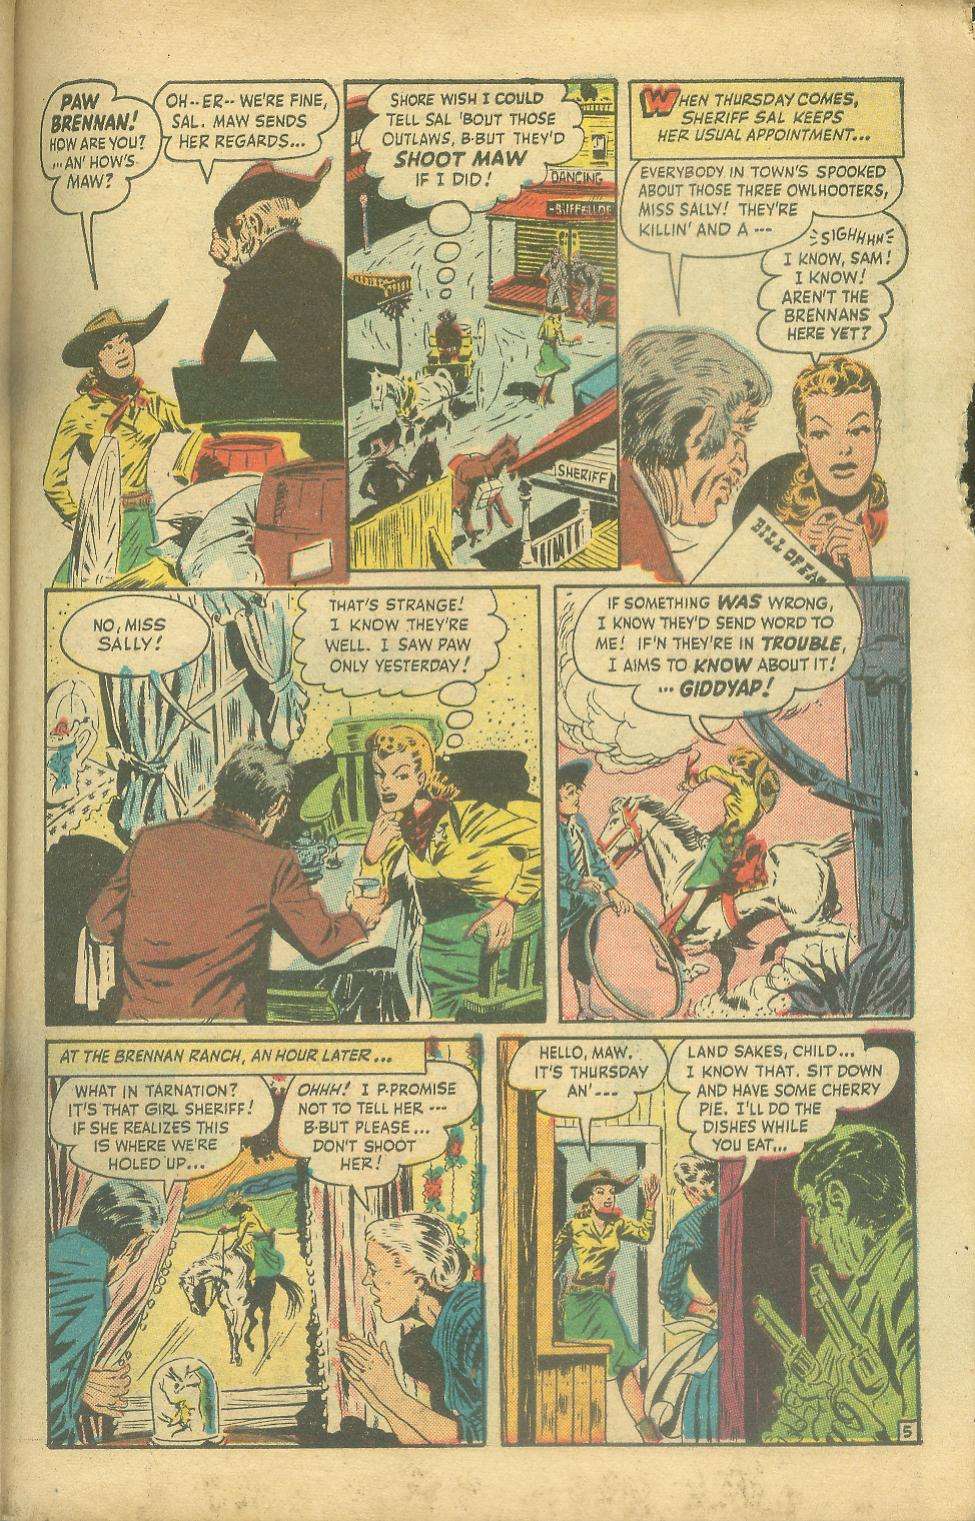 PAW
BRENNAN!
HOW ARE YOU?
...AN' HOW'S
MAW?
OH--ER--WE'RE FINE,
SAL. MAW SENDS
HER REGARDS...
SHORE WISH I COULD
TELL SAL 'BOUT THOSE
OUTLAWS, B-BUT THEY'D
SHOOT MAW
IF I DID!
DANCING
SHERIFF
WHEN THURSDAY COMES,
SHERIFF SAL KEEPS
HER USUAL APPOINTMENT...
EVERYBODY IN TOWN'S SPOOKED
ABOUT THOSE THREE OWLHOOTERS,
MISS SALLY! THEY'RE
KILLIN' AND A---
SIGHHHH
I KNOW, SAM!
I KNOW!
AREN'T THE
BRENNANS
HERE YET?
BILL OF FA
NO, MISS
SALLY!
THAT'S STRANGE!
I KNOW THEY'RE
WELL. I SAW PAW
ONLY YESTERDAY!
IF SOMETHING WAS WRONG,
I KNOW THEY'D SEND WORD TO
ME! IF'N THEY'RE IN TROUBLE,
I AIMS TO KNOW ABOUT IT!
...GIDDYAP!
AT THE BRENNAN RANCH, AN HOUR LATER...
WHAT IN TARNATION?
IT'S THAT GIRL SHERIFF!
IF SHE REALIZES THIS
IS WHERE WE'RE
HOLED UP...
OHHH! I P-PROMISE
NOT TO TELL HER---
B-BUT PLEASE...
DON'T SHOOT
HER!
HELLO, MAW.
IT'S THURSDAY
AN'---
LAND SAKES, CHILD...
I KNOW THAT. SIT DOWN
AND HAVE SOME CHERRY
PIE. I'LL DO THE
DISHES WHILE
YOU EAT...
5